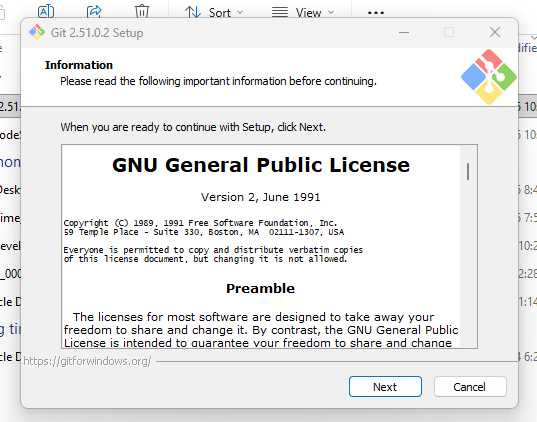 Sort
View
Git 2.51.0.2 Setup
Information
Please read the following important information before continuing.
When you are ready to continue with Setup, click Next.
GNU General Public License
Version 2, June 1991
Copyright (C) 1989, 1991 Free Software Foundation, Inc.
59 Temple Place - Suite 330, Boston, MA  02111-1307, USA
Everyone is permitted to copy and distribute verbatim copies
of this license document, but changing it is not allowed.
Preamble
The licenses for most software are designed to take away your
freedom to share and change it. By contrast, the GNU General Public
License is intended to guarantee your freedom to share and change
https://gitforwindows.org/
Next
Cancel